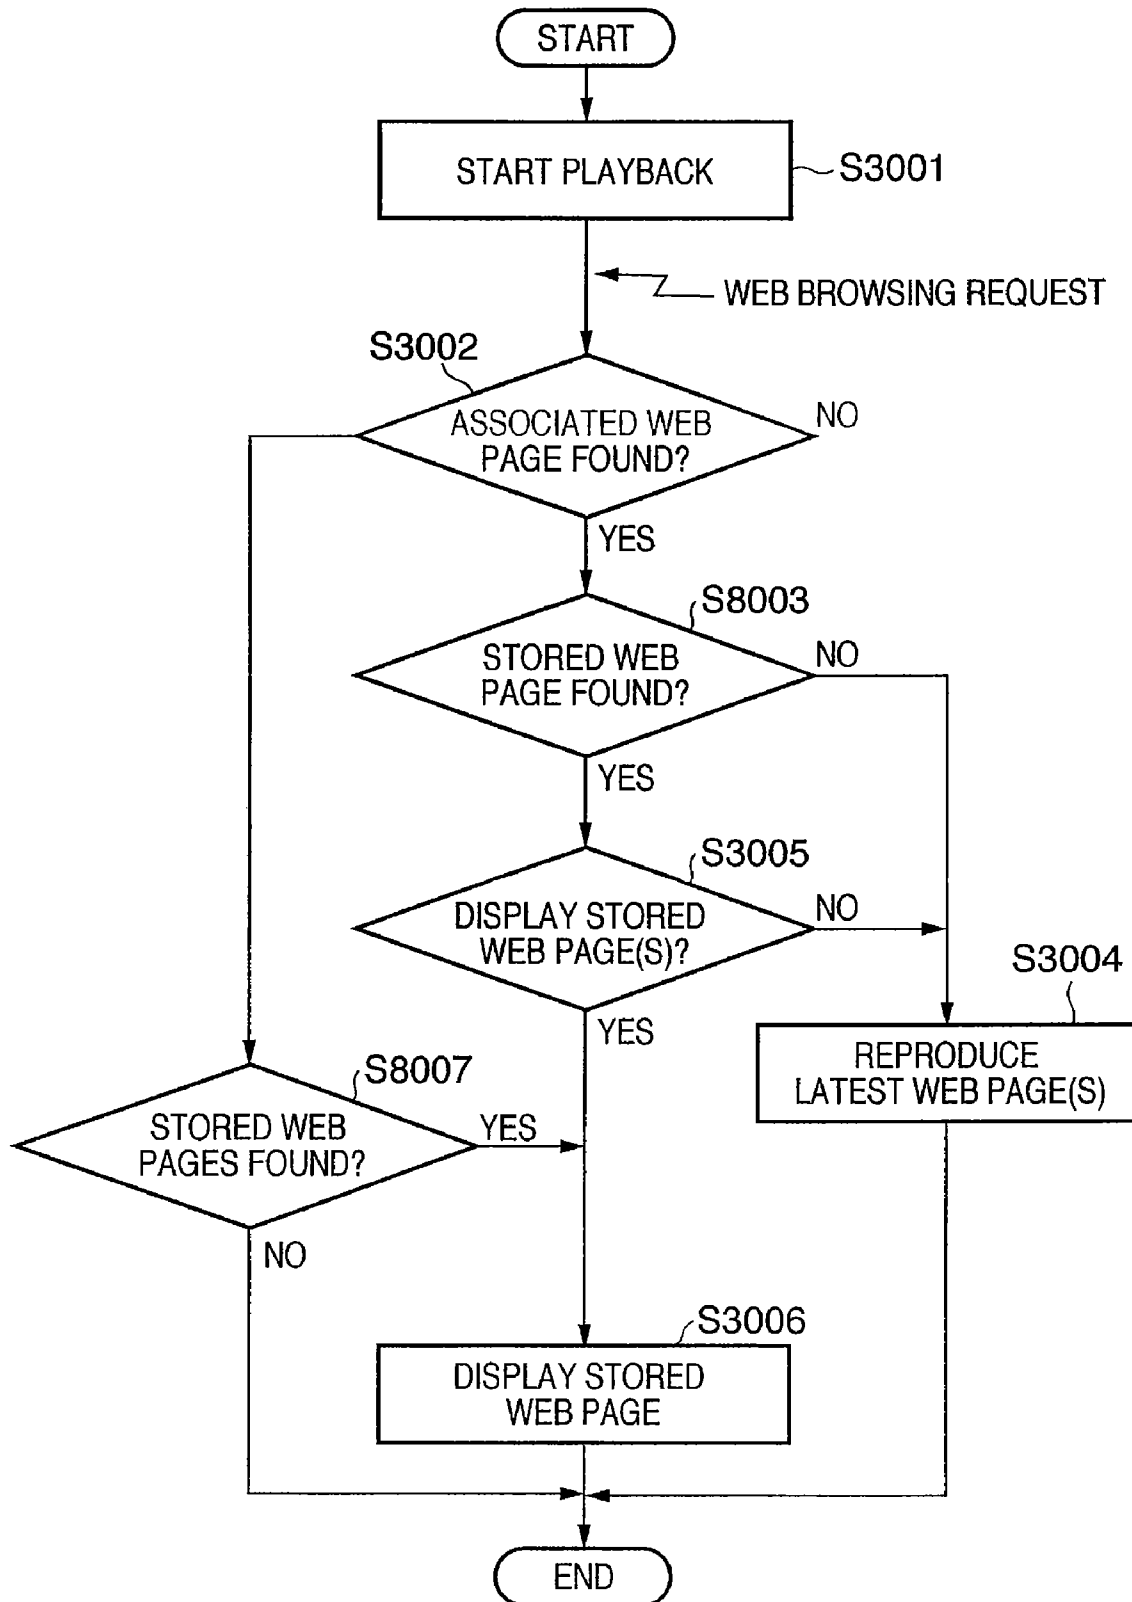 START
START PLAYBACK
S3001
WEB BROWSING REQUEST
S3002
ASSOCIATED WEB
PAGE FOUND?
NO
YES
S8003
STORED WEB
PAGE FOUND?
NO
YES
S3005
DISPLAY STORED
WEB PAGE(S)?
NO
YES
S3004
REPRODUCE
LATEST WEB PAGE(S)
S8007
STORED WEB
PAGES FOUND?
YES
NO
S3006
DISPLAY STORED
WEB PAGE
END